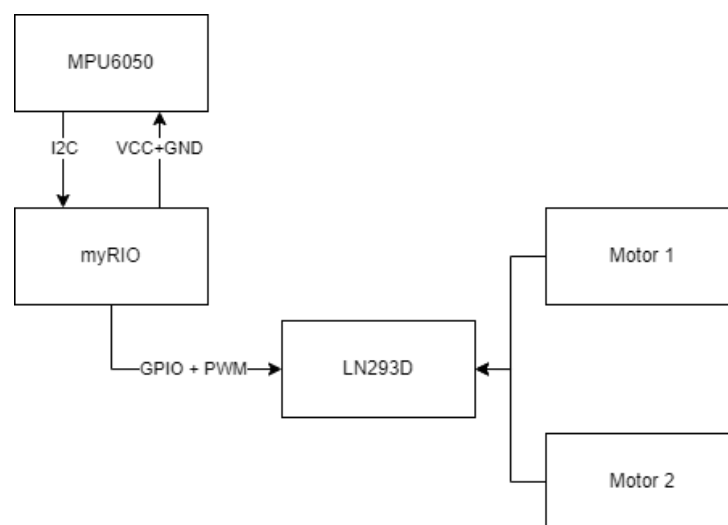 MPU6050
I2C
VCC+GND
myRIO
Motor 1
GPIO + PWM
LN293D
Motor 2